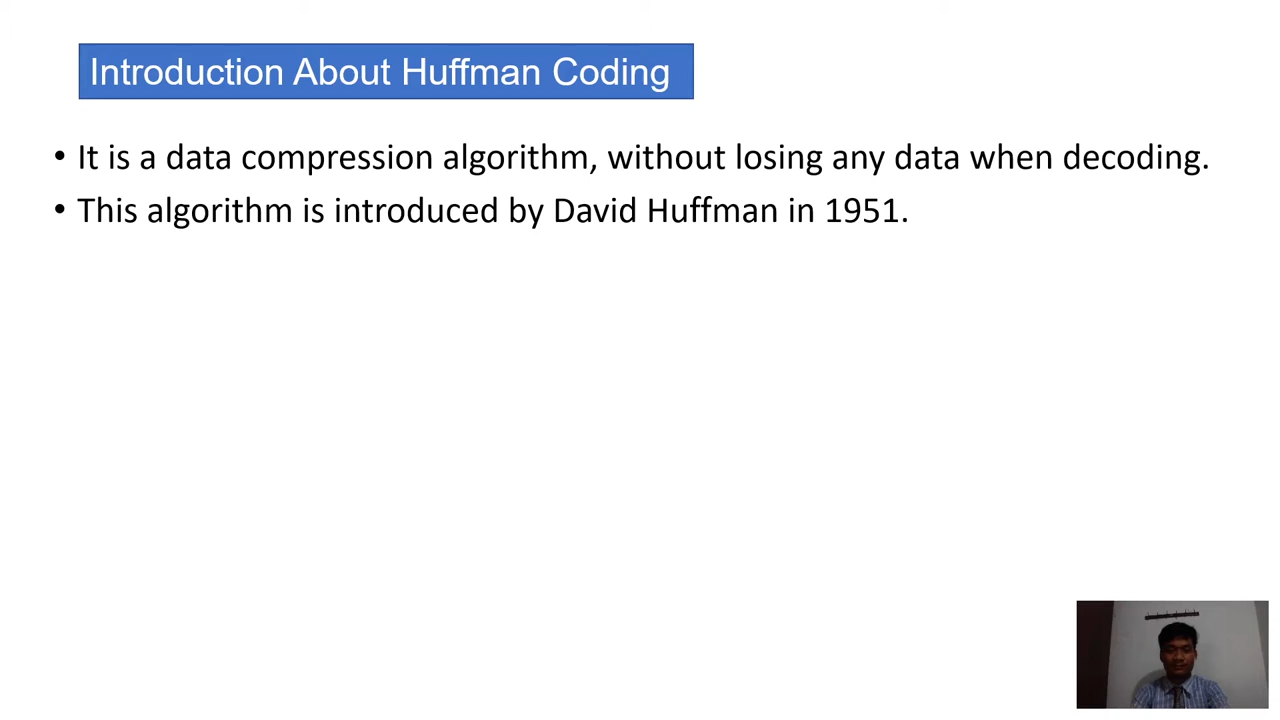 Introduction About Huffman Coding
• It is a data compression algorithm, without losing any data when decoding.
• This algorithm is introduced by David Huffman in 1951.